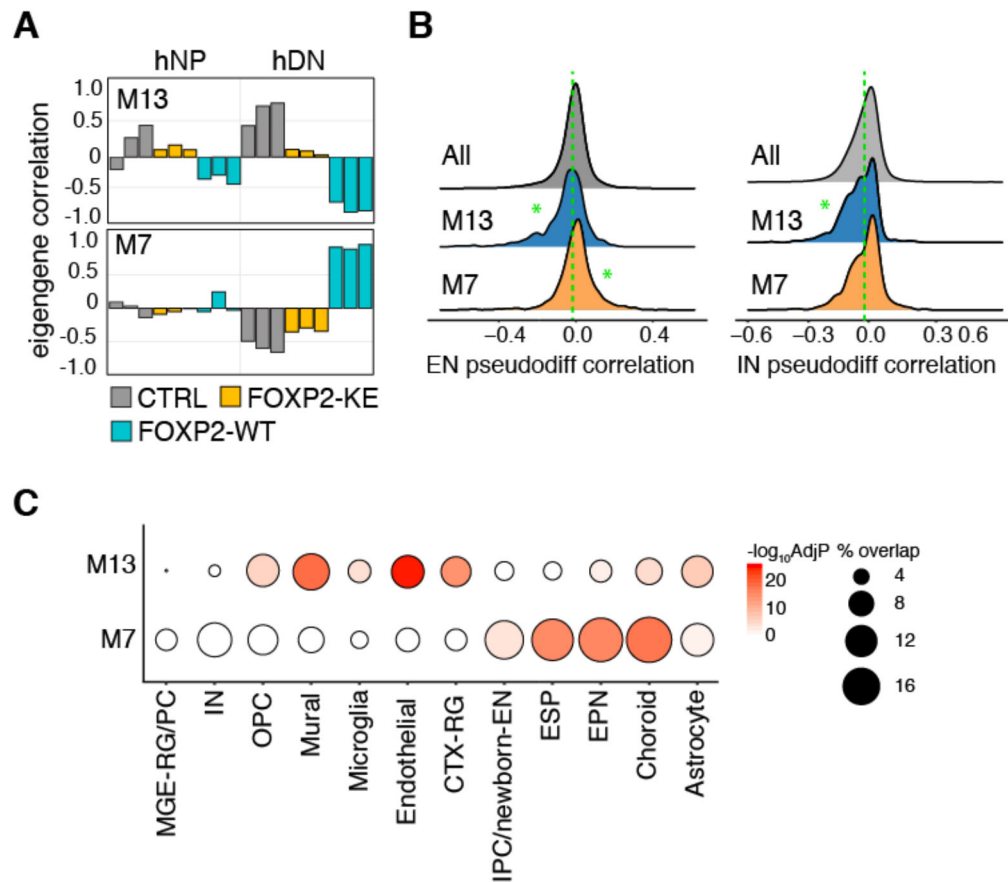 A
hNP hDN
eigengene correlation
1.0
M13
0.5
0
-0.5
-1.0
1.0
M7
0.5
0
-0.5
-1.0
CTRL FOXP2-KE
FOXP2-WT
B
All
M13
*
M7
*
−0.4 0.0 0.4
EN pseudodiff correlation
All
M13
*
M7
−0.6 −0.3 0.0 0.3 0.6
IN pseudodiff correlation
C
M13
M7
MGE-RG/PC
IN
OPC
Mural
Microglia
Endothelial
CTX-RG
IPC/newborn-EN
ESP
EPN
Choroid
Astrocyte
-log10AdjP
20
10
0
% overlap
4
8
12
16